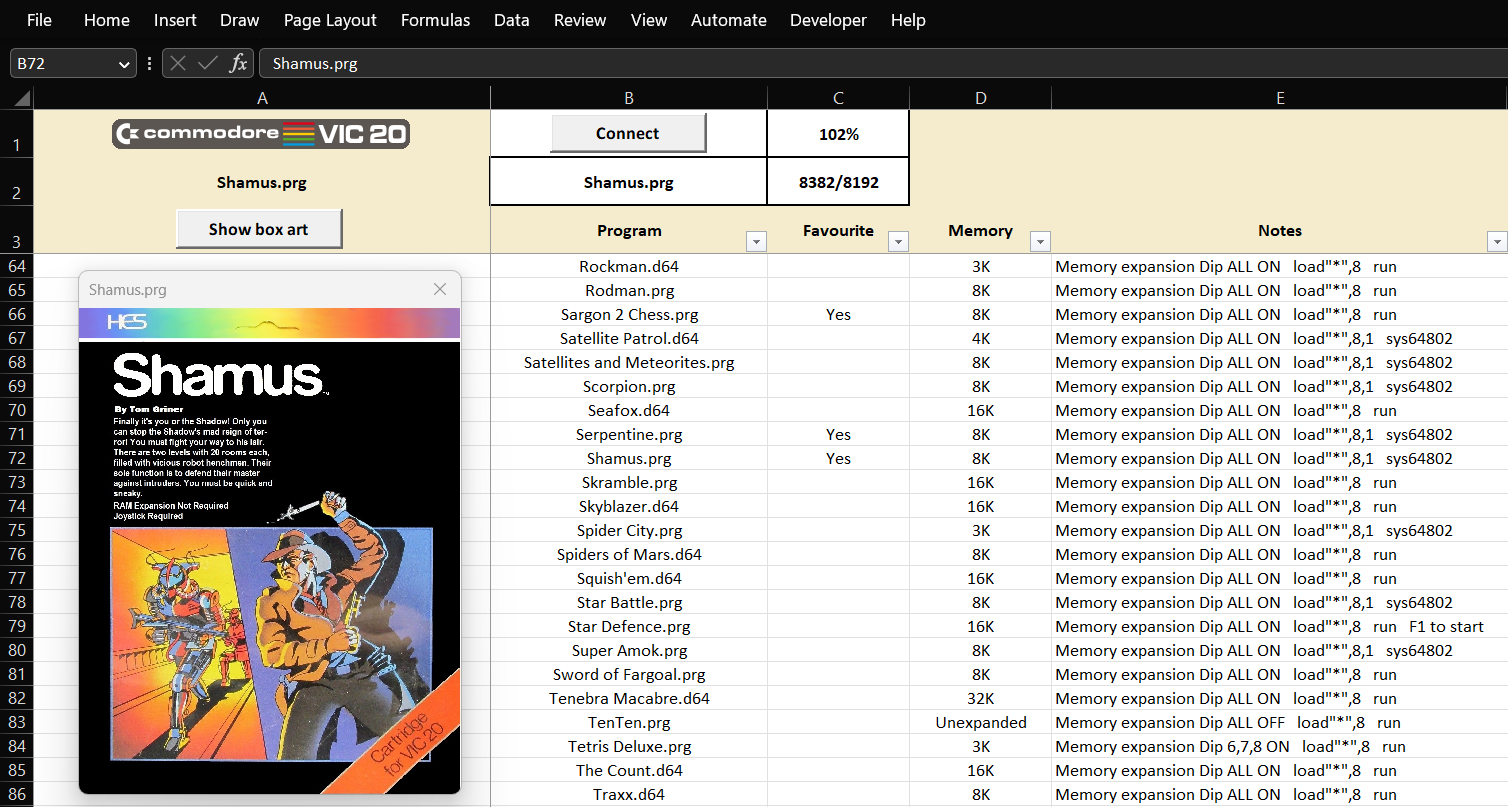 File Home Insert Draw Page Layout Formulas Data Review View Automate Developer Help
B72 fx Shamus.prg
A B C D E
1 commodore VIC 20 Connect 102%
2 Shamus.prg Shamus.prg 8382/8192
3 Show box art Program Favourite Memory Notes
64 Rockman.d64 3K Memory expansion Dip ALL ON load"*",8 run
65 Rodman.prg 8K Memory expansion Dip ALL ON load"*",8 run
66 Sargon 2 Chess.prg Yes 8K Memory expansion Dip ALL ON load"*",8 run
67 Satellite Patrol.d64 4K Memory expansion Dip ALL ON load"*",8,1 sys64802
68 Satellites and Meteorites.prg 8K Memory expansion Dip ALL ON load"*",8,1 sys64802
69 Scorpion.prg 8K Memory expansion Dip ALL ON load"*",8,1 sys64802
70 Seafox.d64 16K Memory expansion Dip ALL ON load"*",8 run
71 Serpentine.prg Yes 8K Memory expansion Dip ALL ON load"*",8,1 sys64802
72 Shamus.prg Yes 8K Memory expansion Dip ALL ON load"*",8,1 sys64802
73 Skramble.prg 16K Memory expansion Dip ALL ON load"*",8 run
74 Skyblazer.d64 16K Memory expansion Dip ALL ON load"*",8 run
75 Spider City.prg 3K Memory expansion Dip ALL ON load"*",8,1 sys64802
76 Spiders of Mars.d64 8K Memory expansion Dip ALL ON load"*",8 run
77 Squish'em.d64 16K Memory expansion Dip ALL ON load"*",8 run
78 Star Battle.prg 8K Memory expansion Dip ALL ON load"*",8,1 sys64802
79 Star Defence.prg 16K Memory expansion Dip ALL ON load"*",8 run F1 to start
80 Super Amok.prg 8K Memory expansion Dip ALL ON load"*",8,1 sys64802
81 Sword of Fargoal.prg 8K Memory expansion Dip ALL ON load"*",8 run
82 Tenebra Macabre.d64 32K Memory expansion Dip ALL ON load"*",8 run
83 TenTen.prg Unexpanded Memory expansion Dip ALL OFF load"*",8 run
84 Tetris Deluxe.prg 3K Memory expansion Dip 6,7,8 ON load"*",8 run
85 The Count.d64 16K Memory expansion Dip ALL ON load"*",8 run
86 Traxx.d64 8K Memory expansion Dip ALL ON load"*",8 run
Shamus.prg
HES
Shamus
TM
By Tom Griner
Finally it's you or the Shadow! Only you
can stop the Shadow's mad reign of ter-
ror! You must fight your way to his lair.
There are two levels with 20 rooms each,
filled with vicious robot henchmen. Their
sole function is to defend their master
against intruders. You must be quick and
sneaky.
RAM Expansion Not Required
Joystick Required
Cartridge
for VIC 20